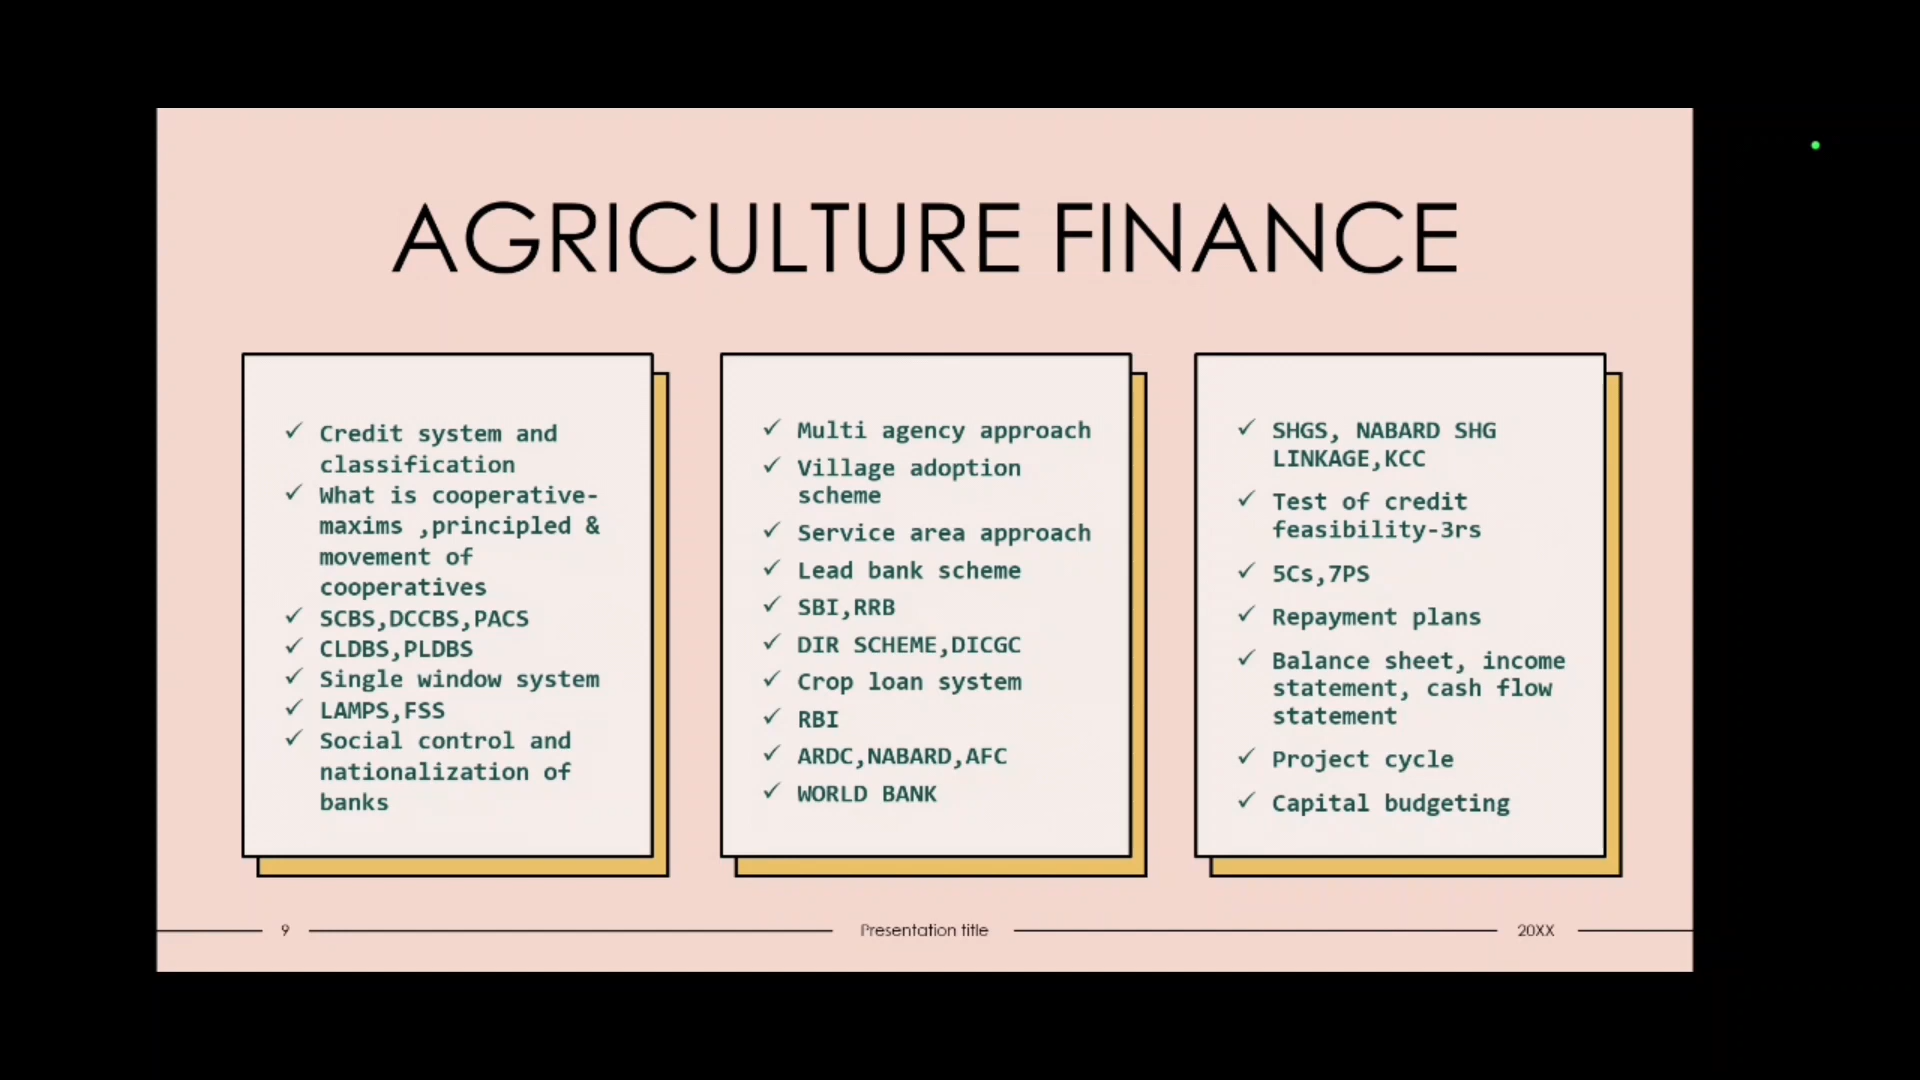 AGRICULTURE FINANCE
✓ Credit system and
classification
✓ What is cooperative-
maxims ,principled &
movement of
cooperatives
✓ SCBS,DCCBS,PACS
✓ CLDBS,PLDBS
✓ Single window system
✓ LAMPS,FSS
✓ Social control and
nationalization of
banks
✓ Multi agency approach
✓ Village adoption
scheme
✓ Service area approach
✓ Lead bank scheme
✓ SBI,RRB
✓ DIR SCHEME,DICGC
✓ Crop loan system
✓ RBI
✓ ARDC,NABARD,AFC
✓ WORLD BANK
✓ SHGS, NABARD SHG
LINKAGE,KCC
✓ Test of credit
feasibility-3rs
✓ 5Cs,7PS
✓ Repayment plans
✓ Balance sheet, income
statement, cash flow
statement
✓ Project cycle
✓ Capital budgeting
9
Presentation title
20XX